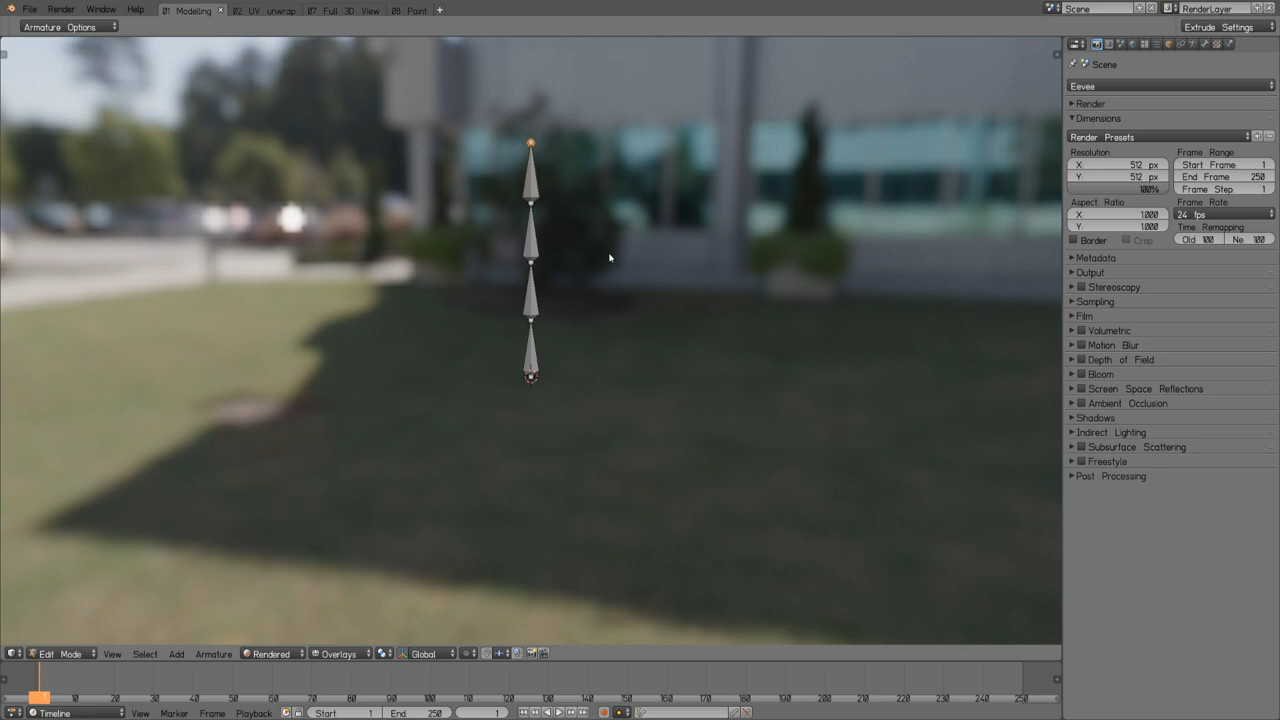 File Render Window Help 01 Modelling 02 UV unwrap 07 Full 3D View 08 Paint Scene RenderLayer
Armature Options Extrude Settings
Scene
Eevee
Render
Dimensions
Render Presets
Resolution Frame Range:
X: 512 px Start Frame: 1
Y: 512 px End Frame: 250
100% Frame Step: 1
Aspect Ratio: Frame Rate:
X: 1.000 24 fps
Y: 1.000 Time Remapping:
Border Crop Old: 100 Ne: 100
Metadata
Output
Stereoscopy
Sampling
Film
Volumetric
Motion Blur
Depth of Field
Bloom
Screen Space Reflections
Ambient Occlusion
Shadows
Indirect Lighting
Subsurface Scattering
Freestyle
Post Processing
Edit Mode View Select Add Armature Rendered Overlays Global
1 10 20 30 40 50 60 70 80 90 100 110 120 130 140 150 160 170 180 190 200 210 220 230 240 250
Timeline View Marker Frame Playback Start: 1 End: 250 1